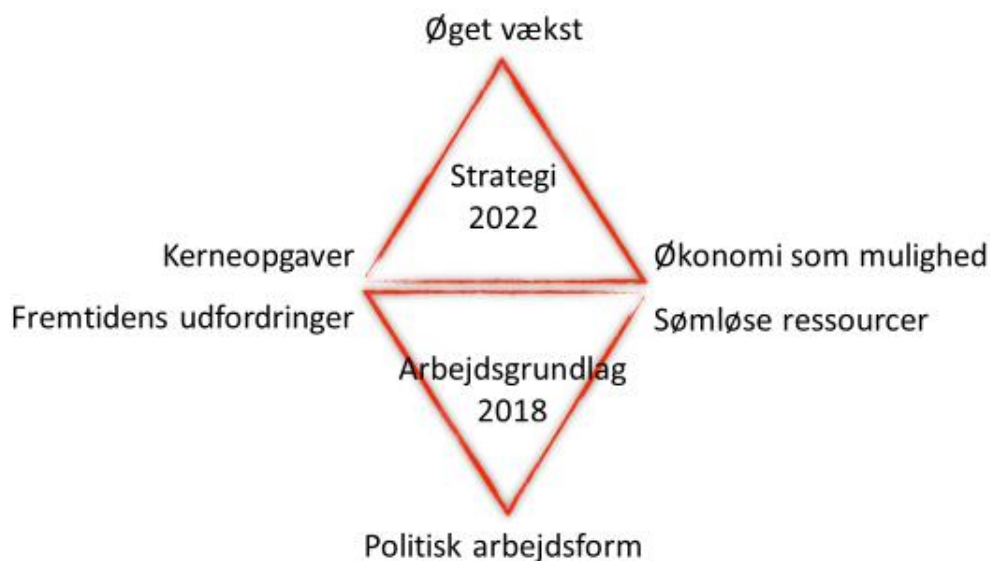 Øget vækst
Strategi
2022
Kerneopgaver
Økonomi som mulighed
Fremtidens udfordringer
Sømløse ressourcer
Arbejdsgrundlag
2018
Politisk arbejdsform